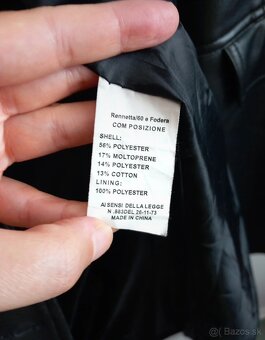 Rennetta/60 a Fodera
COM POSIZIONE
SHELL:
56% POLYESTER
17% MOLTOPRENE
14% POLYESTER
13% COTTON
LINING:
100% POLYESTER
AI SENSI DELLA LEGGE
N .883DEL 26-11-73
MADE IN CHINA
Bazos.sk